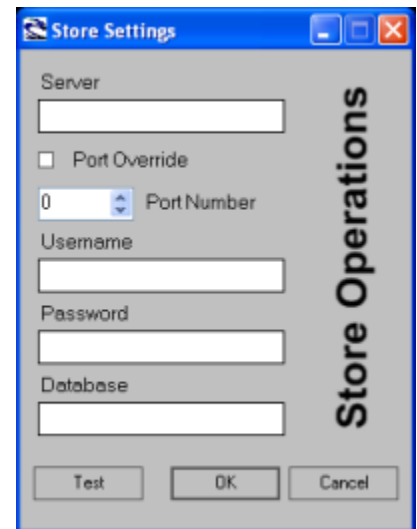 Store Settings
Server
Port Override
0 Port Number
Username
Password
Database
Test OK Cancel
Store Operations